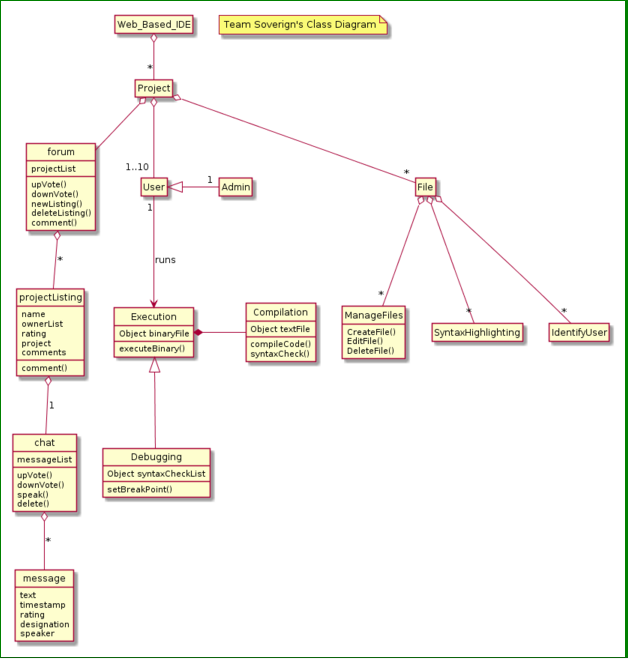 Web_Based_IDE
Team Soverign's Class Diagram
*
Project
forum
projectList
upVote()
downVote()
newListing()
deleteListing()
comment()
1..10
User
1
Admin
*
File
1
runs
*
projectListing
name
ownerList
rating
project
comments
comment()
Execution
Object binaryFile
executeBinary()
Compilation
Object textFile
compileCode()
syntaxCheck()
*
ManageFiles
CreateFile()
EditFile()
DeleteFile()
*
SyntaxHighlighting
*
IdentifyUser
1
chat
messageList
upVote()
downVote()
speak()
delete()
Debugging
Object syntaxCheckList
setBreakPoint()
*
message
text
timestamp
rating
designation
speaker